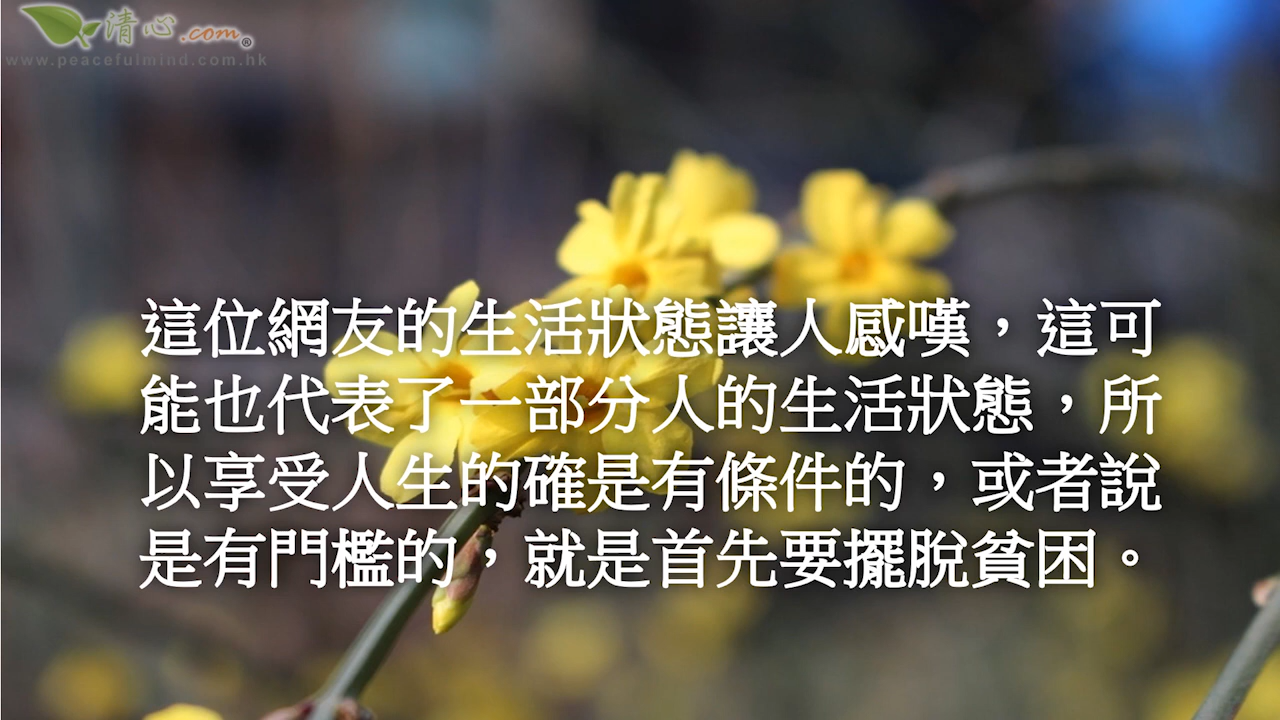 清心.com®
www.peacefulmind.com.hk
這位網友的生活狀態讓人感嘆，這可
能也代表了一部分人的生活狀態，所
以享受人生的確是有條件的，或者說
是有門檻的，就是首先要擺脫貧困。